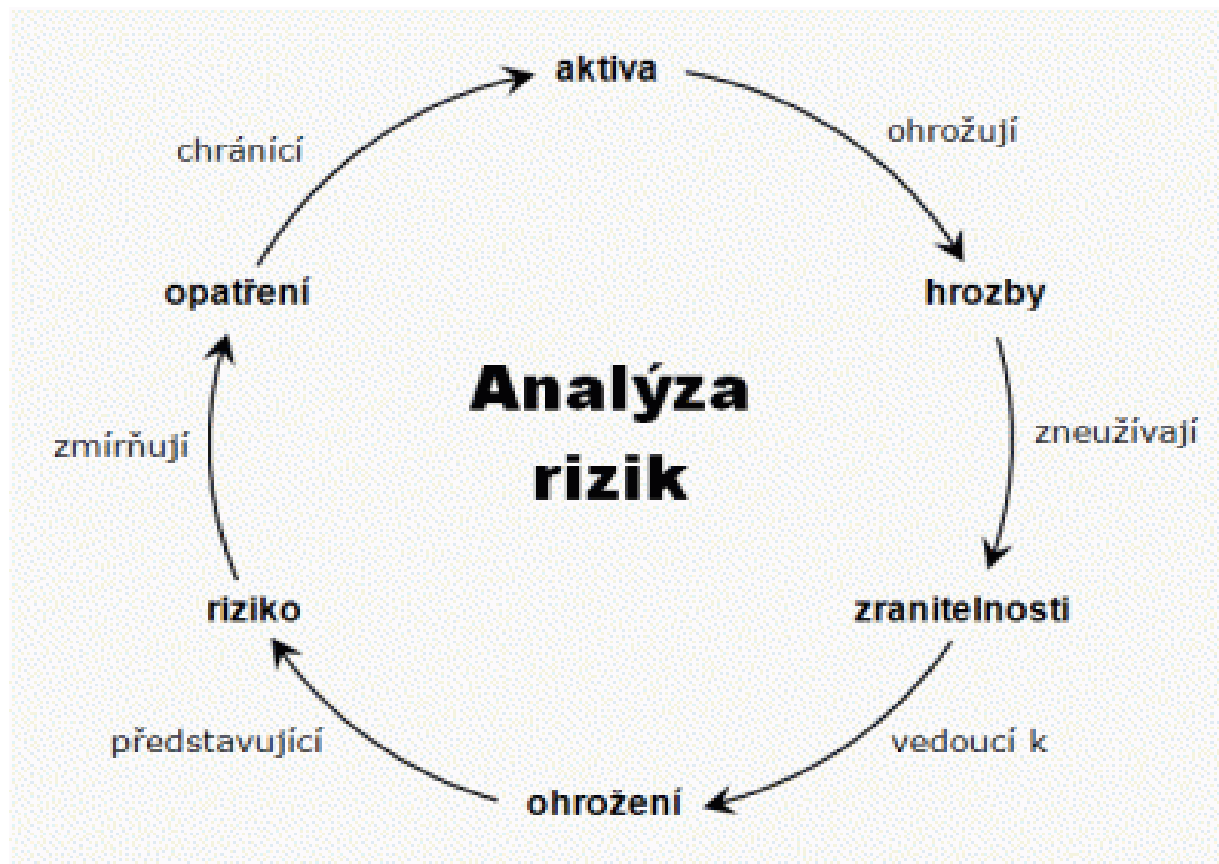 aktiva
ohrožují
chránící
opatření
hrozby
Analýza
rizik
zneužívají
zmírňují
riziko
zranitelnosti
představující
vedoucí k
ohrožení